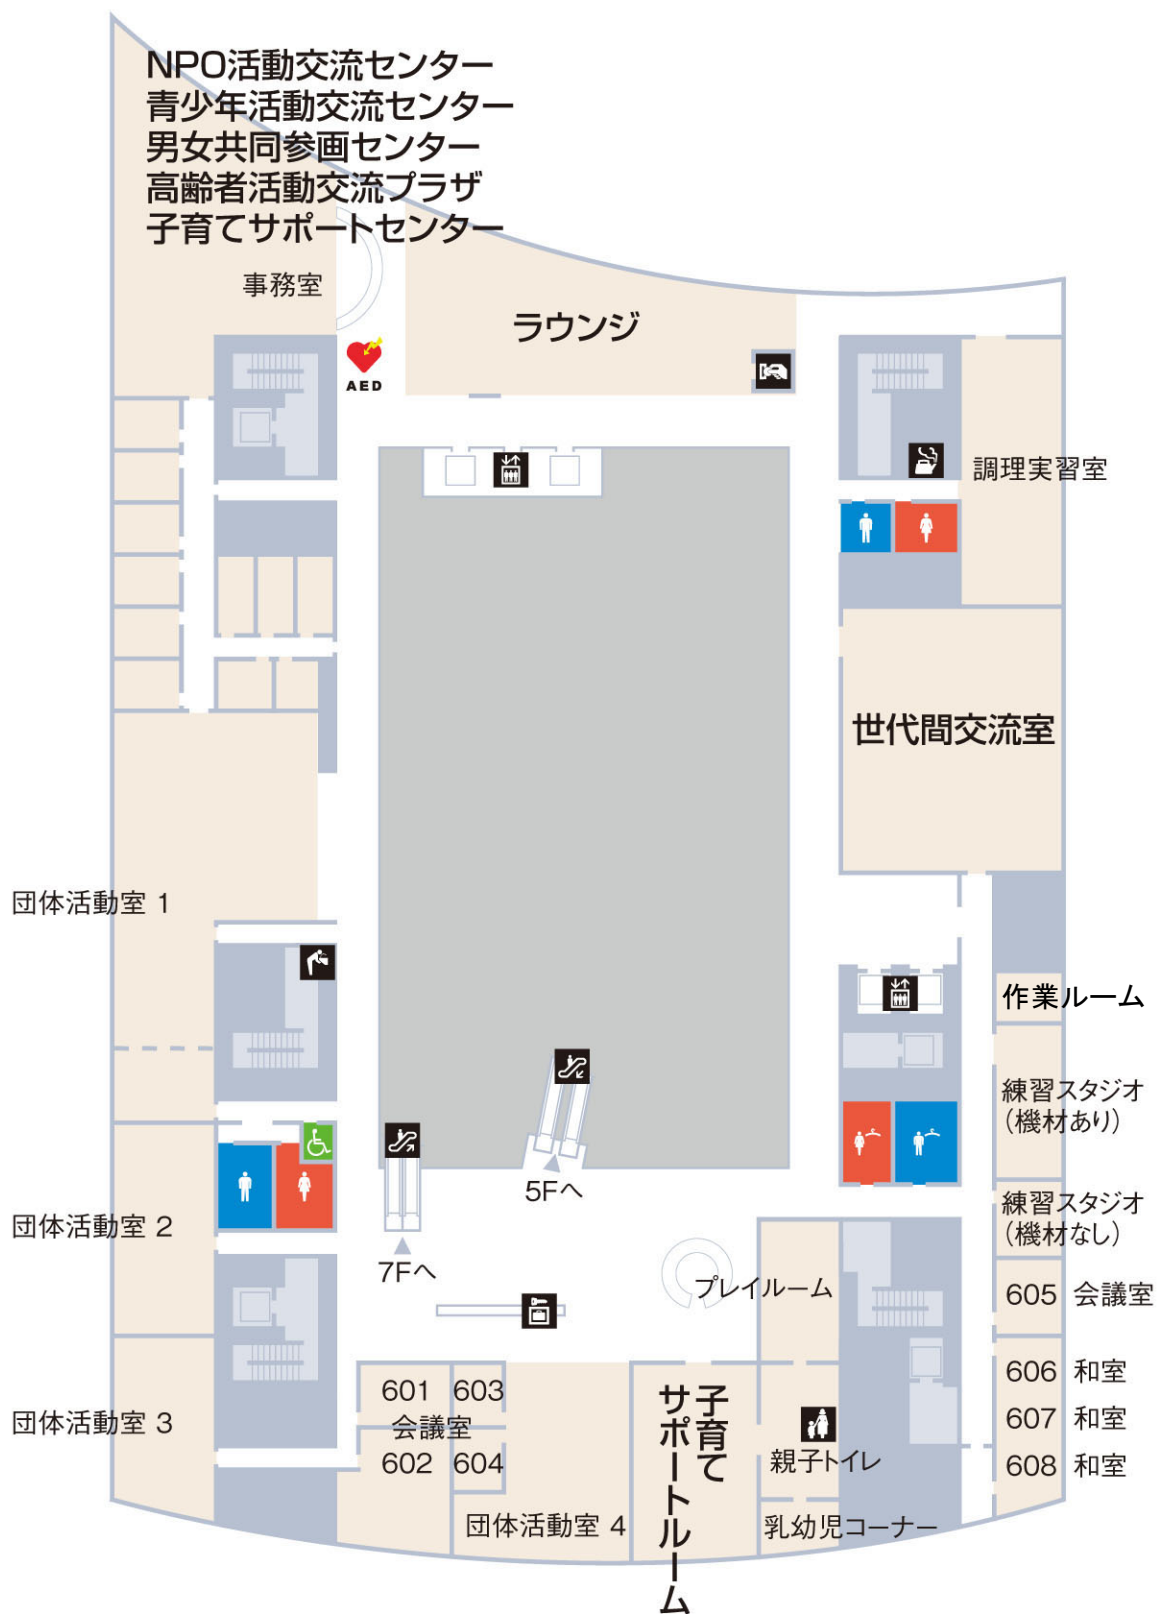 NPO活動交流センター
青少年活動交流センター
男女共同参画センター
高齢者活動交流プラザ
子育てサポートセンター
事務室
ラウンジ
AED
調理実習室
世代間交流室
団体活動室 1
作業ルーム
練習スタジオ
(機材あり)
5Fへ
団体活動室 2
練習スタジオ
(機材なし)
7Fへ
プレイルーム
605 会議室
601 603
会議室
602 604
子育て
サポートルーム
606 和室
607 和室
608 和室
団体活動室 3
親子トイレ
団体活動室 4
乳幼児コーナー